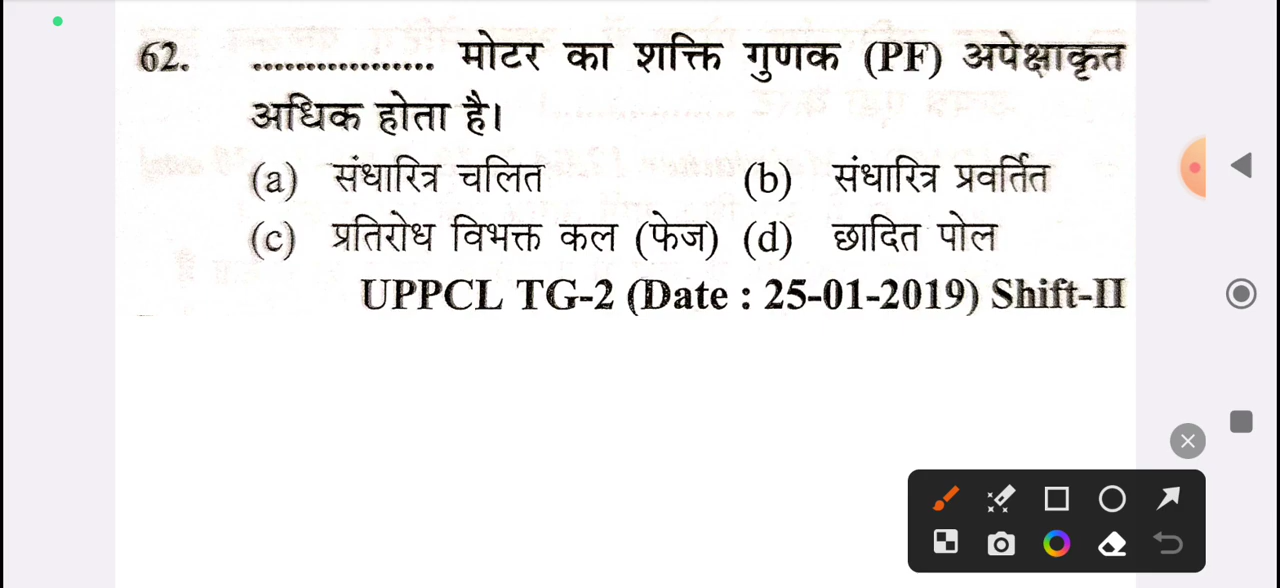 62. ................. मोटर का शक्ति गुणक (PF) अपेक्षाकृत
अधिक होता है।
(a) संधारित्र चलित (b) संधारित्र प्रवर्तित
(c) प्रतिरोध विभक्त कल (फेज) (d) छादित पोल
UPPCL TG-2 (Date : 25-01-2019) Shift-II